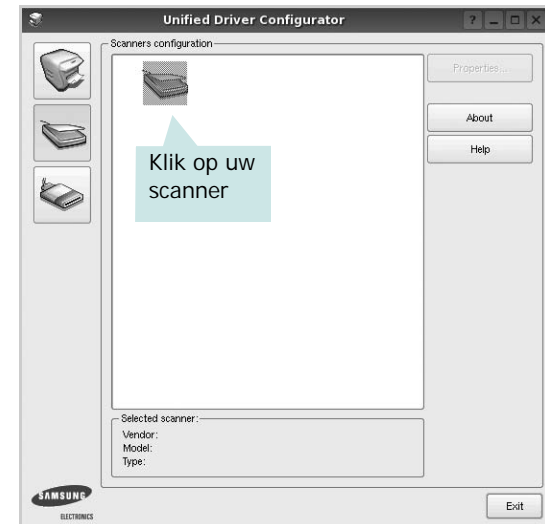 Unified Driver Configurator
Scanners configuration
Properties...
About
Help
Klik op uw
scanner
Selected scanner:
Vendor:
Model:
Type:
SAMSUNG
ELECTRONICS
Exit